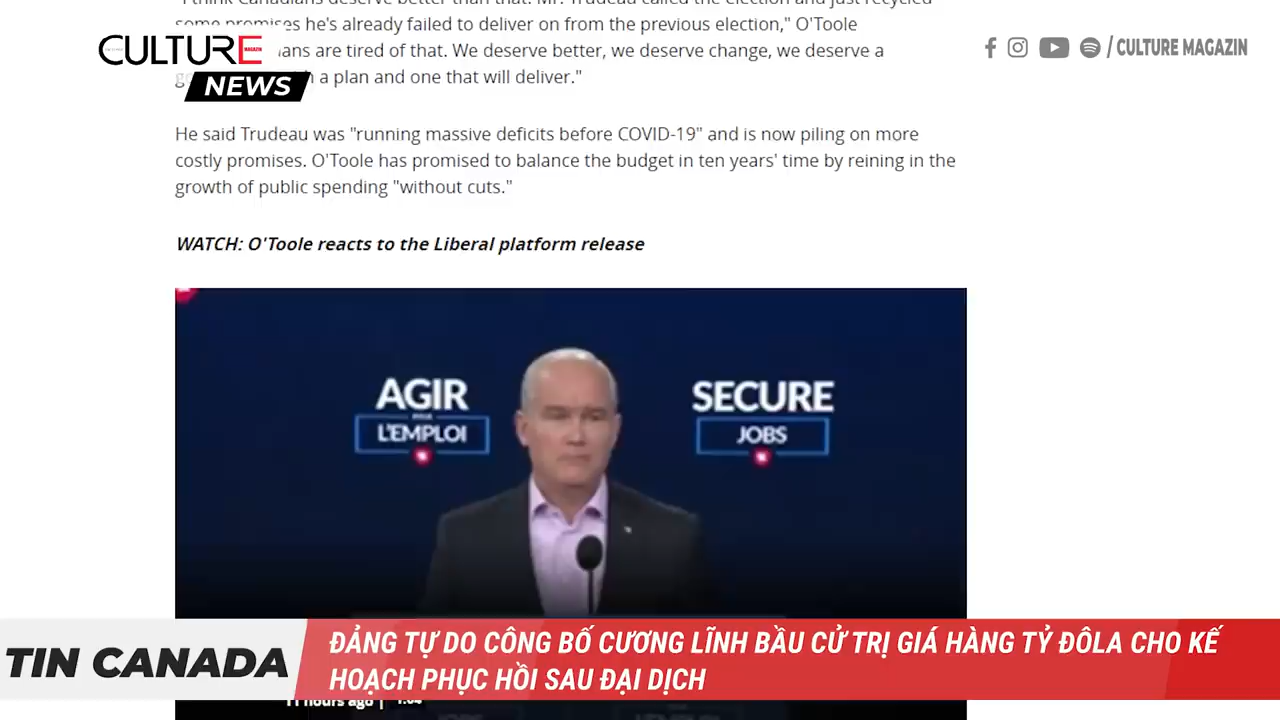 "I think Canadians deserve better than that. Mr. Trudeau called the election and just recycled
some promises he's already failed to deliver on from the previous election," O'Toole
ans are tired of that. We deserve better, we deserve change, we deserve a
a plan and one that will deliver."
CULTURE
MAGAZIN
NEWS
/ CULTURE MAGAZIN
He said Trudeau was "running massive deficits before COVID-19" and is now piling on more
costly promises. O'Toole has promised to balance the budget in ten years' time by reining in the
growth of public spending "without cuts."
WATCH: O'Toole reacts to the Liberal platform release
AGIR
L'EMPLOI
SECURE
JOBS
TIN CANADA
ĐẢNG TỰ DO CÔNG BỐ CƯƠNG LĨNH BẦU CỬ TRỊ GIÁ HÀNG TỶ ĐÔLA CHO KẾ
HOẠCH PHỤC HỒI SAU ĐẠI DỊCH
11 hours ago | 1:04